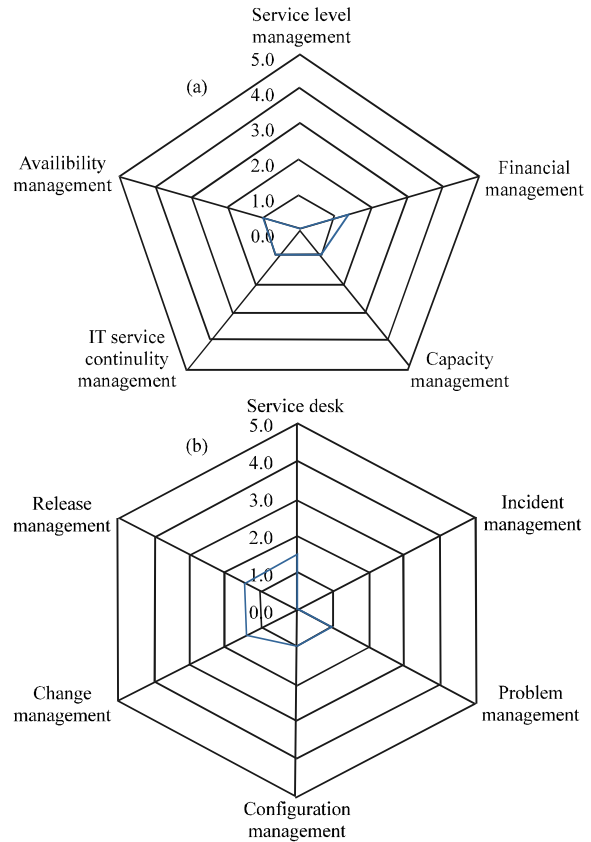 Service level
management
5.0
(a)
4.0
3.0
Availibility
management
2.0
Financial
management
1.0
0.0
IT service
continulity
management
Capacity
management
Service desk
5.0
(b)
4.0
Release
management
3.0
Incident
management
2.0
1.0
0.0
Change
management
Problem
management
Configuration
management